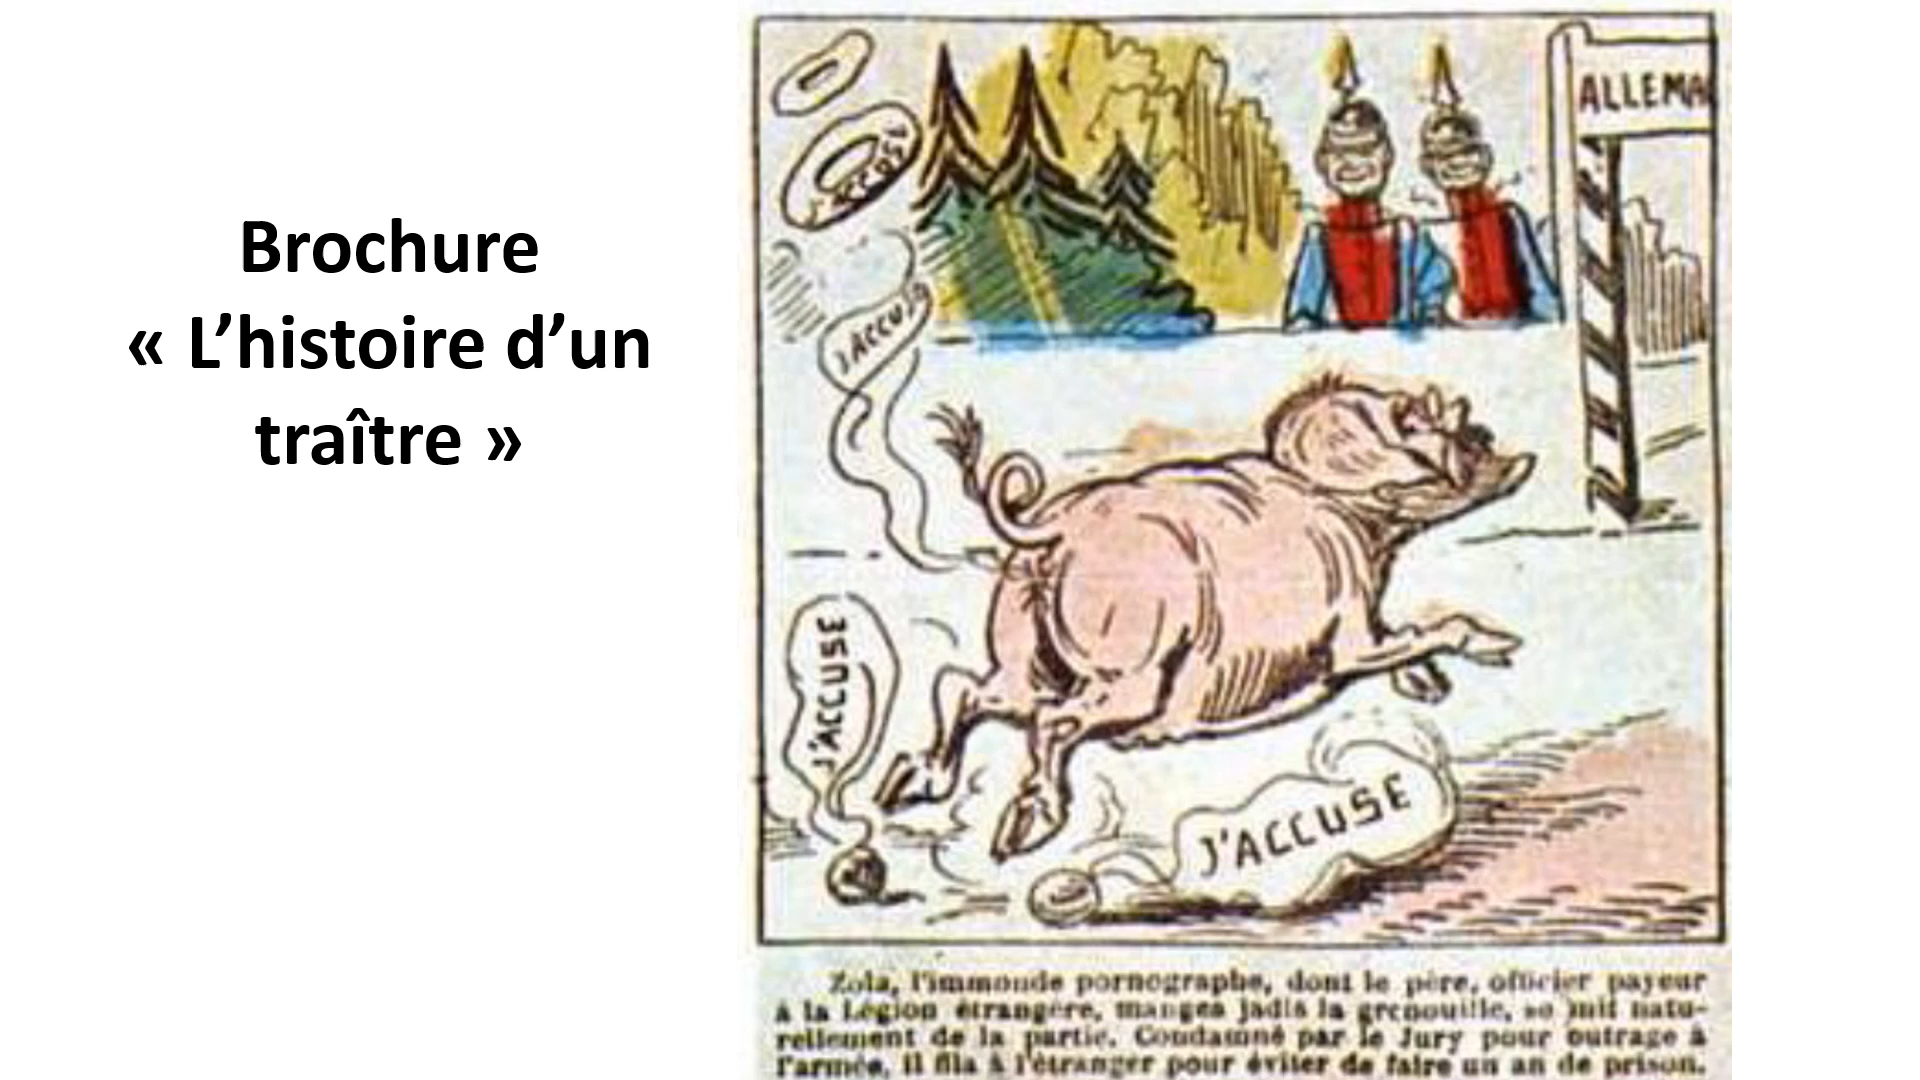 Brochure
« L’histoire d’un
traître »
ALLEMA
J'ACCUSE
J'ACCUS
J'ACCUSE
J'ACCUSE
Zola, l'immonde pornographe, dont le père, officier payeur
à la Légion étrangère, mangea jadis la grenouille, se mit natu-
rellement de la partie. Condamné par le Jury pour outrage à
l'armée, il fila à l'étranger pour éviter de faire un an de prison.